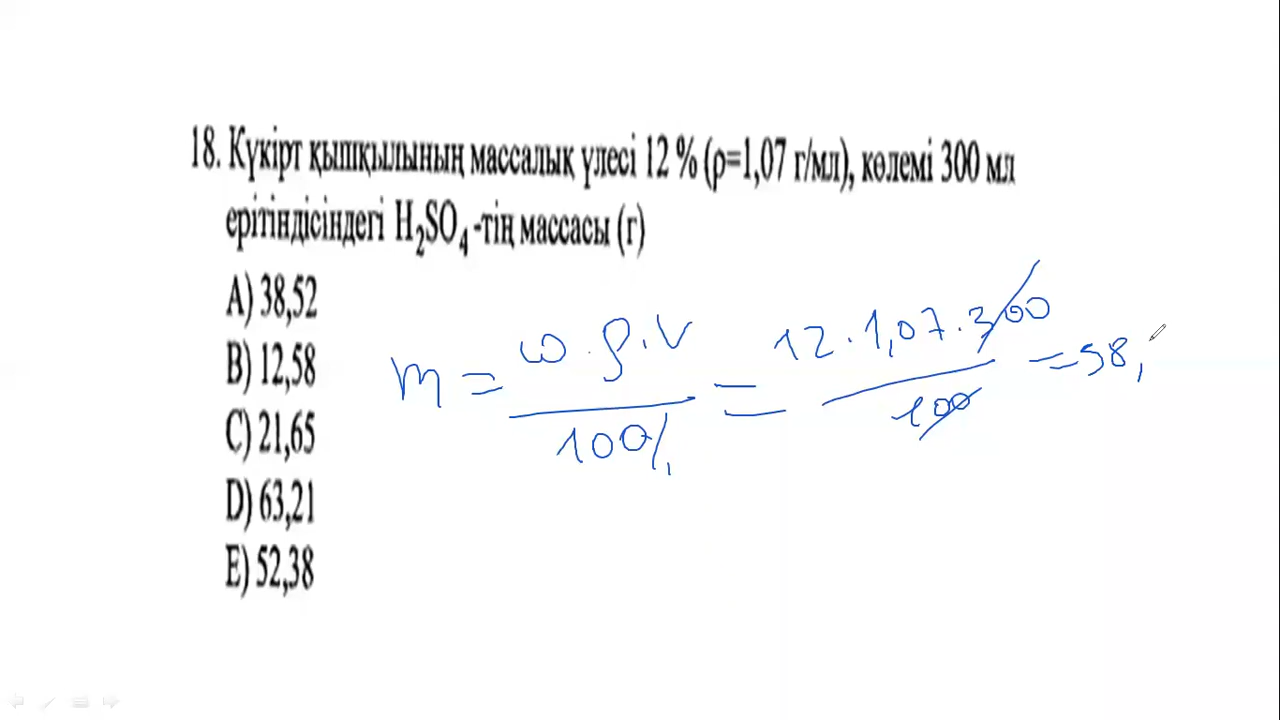 18. Күкірт қышқылының массалық үлесі 12 % (ρ=1,07 г/мл), көлемі 300 мл
ерітіндісіндегі H₂SO₄ -тің массасы (г)
A) 38,52
B) 12,58
C) 21,65
D) 63,21
E) 52,38
m = ω · ρ · V / 100% = 12 · 1,07 · 300 / 100 = 38,